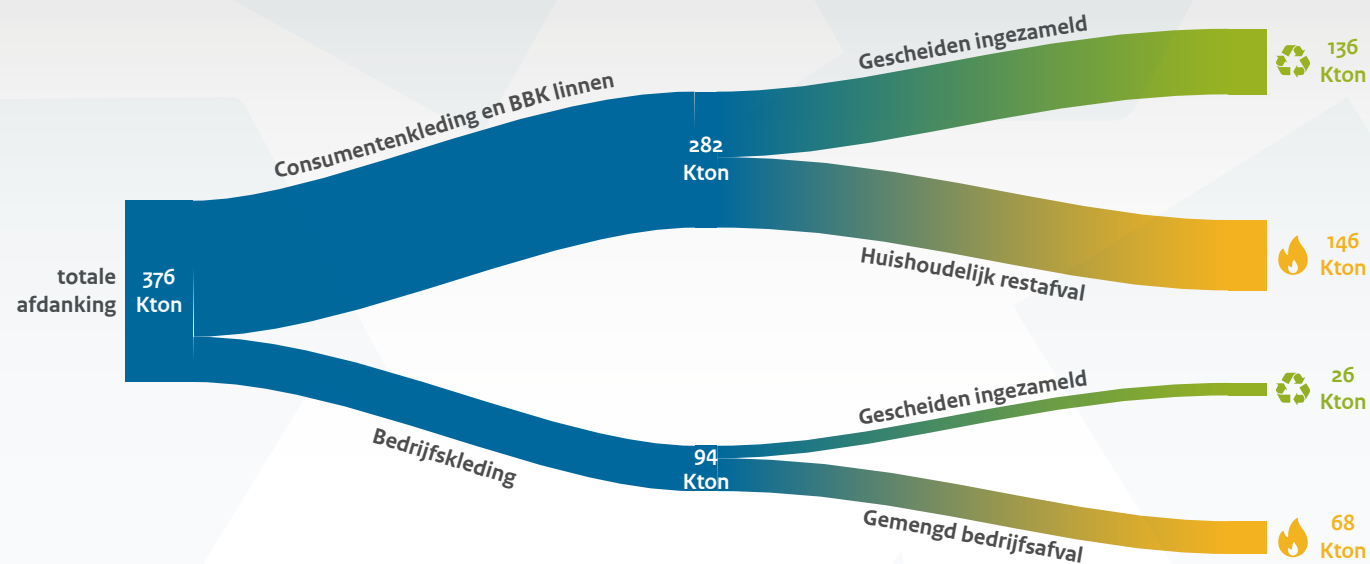 totale
afdanking
376
Kton
Consumentenkleding en BBK linnen
Bedrijfskleding
282
Kton
94
Kton
Gescheiden ingezameld
136
Kton
Huishoudelijk restafval
146
Kton
Gescheiden ingezameld
26
Kton
Gemengd bedrijfsafval
68
Kton